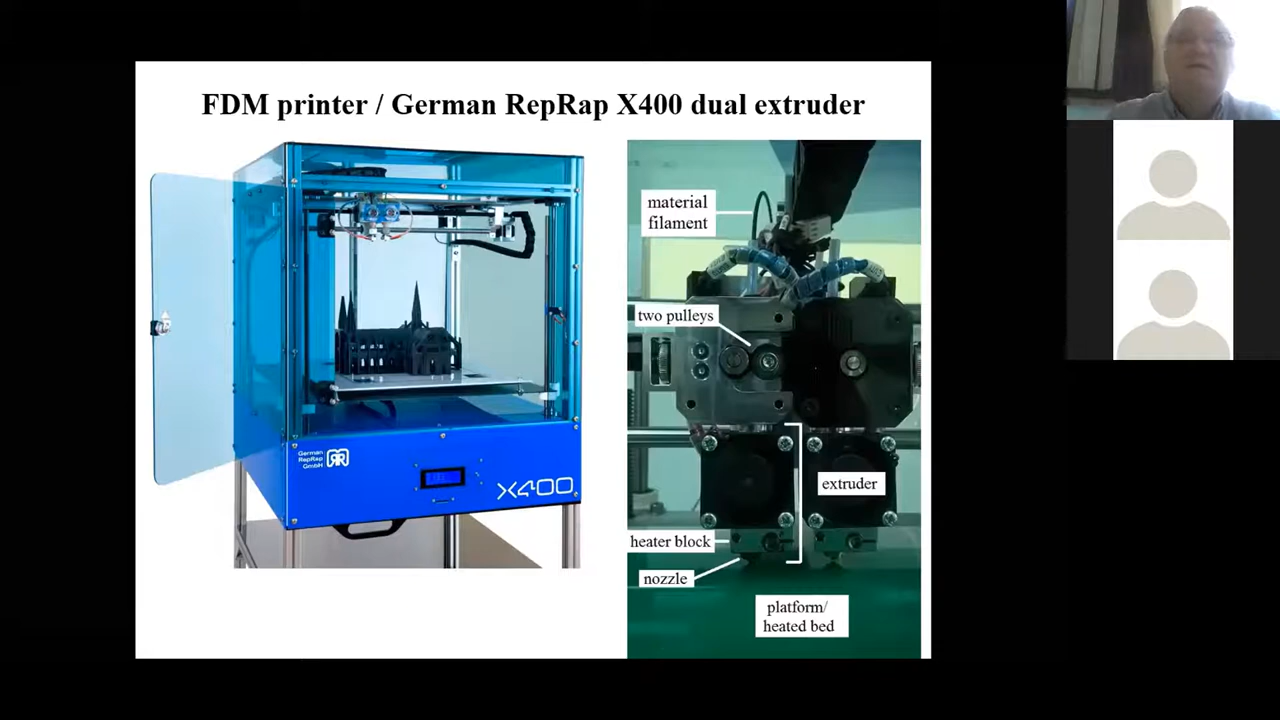 FDM printer / German RepRap X400 dual extruder
German
RepRap
GmbH
X400
material
filament
two pulleys
extruder
heater block
nozzle
platform/
heated bed